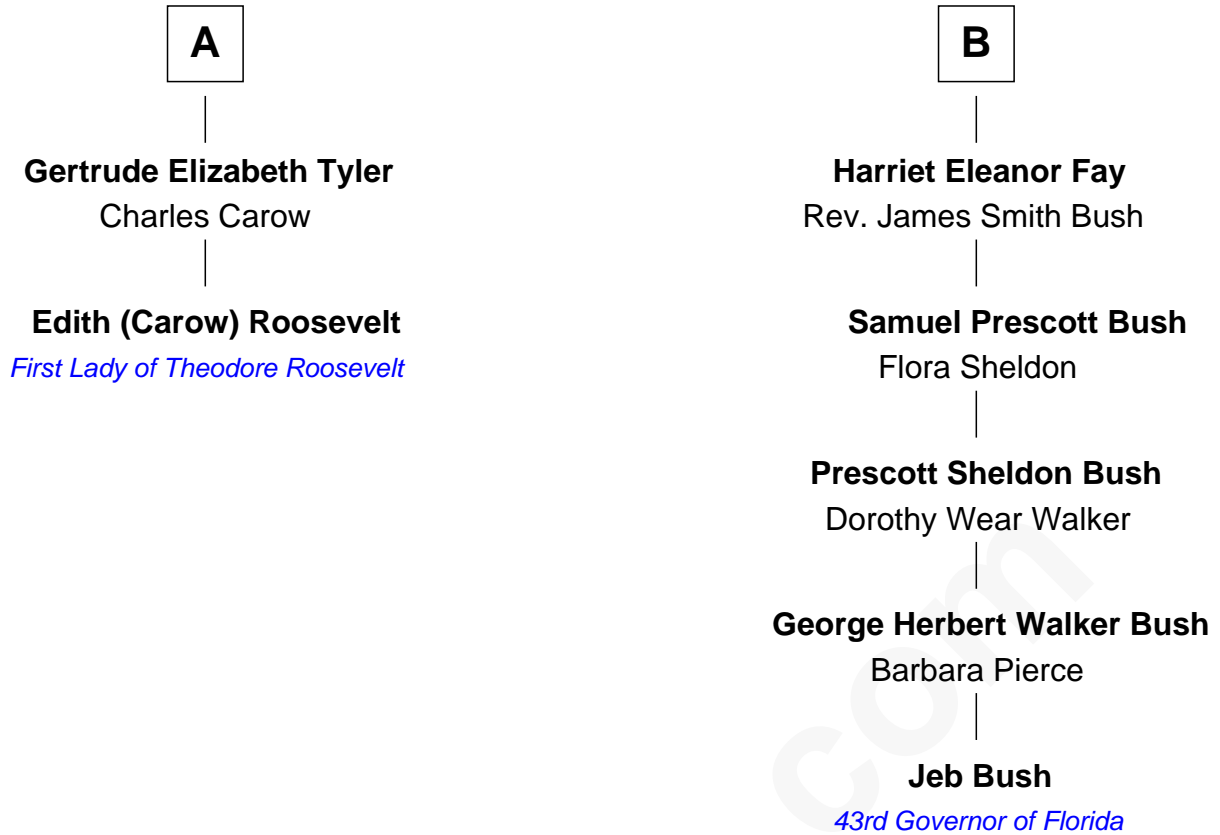 A
Gertrude Elizabeth Tyler
Charles Carow
Edith (Carow) Roosevelt
First Lady of Theodore Roosevelt
B
Harriet Eleanor Fay
Rev. James Smith Bush
Samuel Prescott Bush
Flora Sheldon
Prescott Sheldon Bush
Dorothy Wear Walker
George Herbert Walker Bush
Barbara Pierce
Jeb Bush
43rd Governor of Florida
com